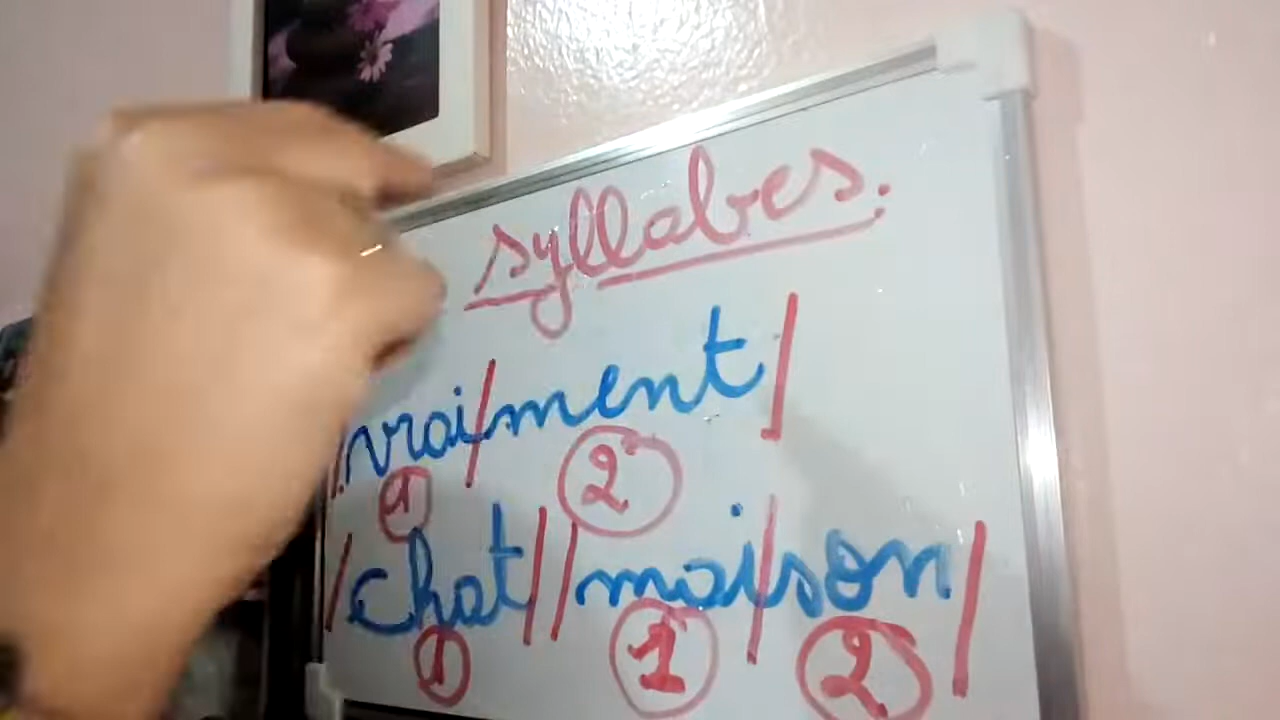 syllabes.
/vrai/ment/
1 2
/chat/ /mai/son/
1 1 2